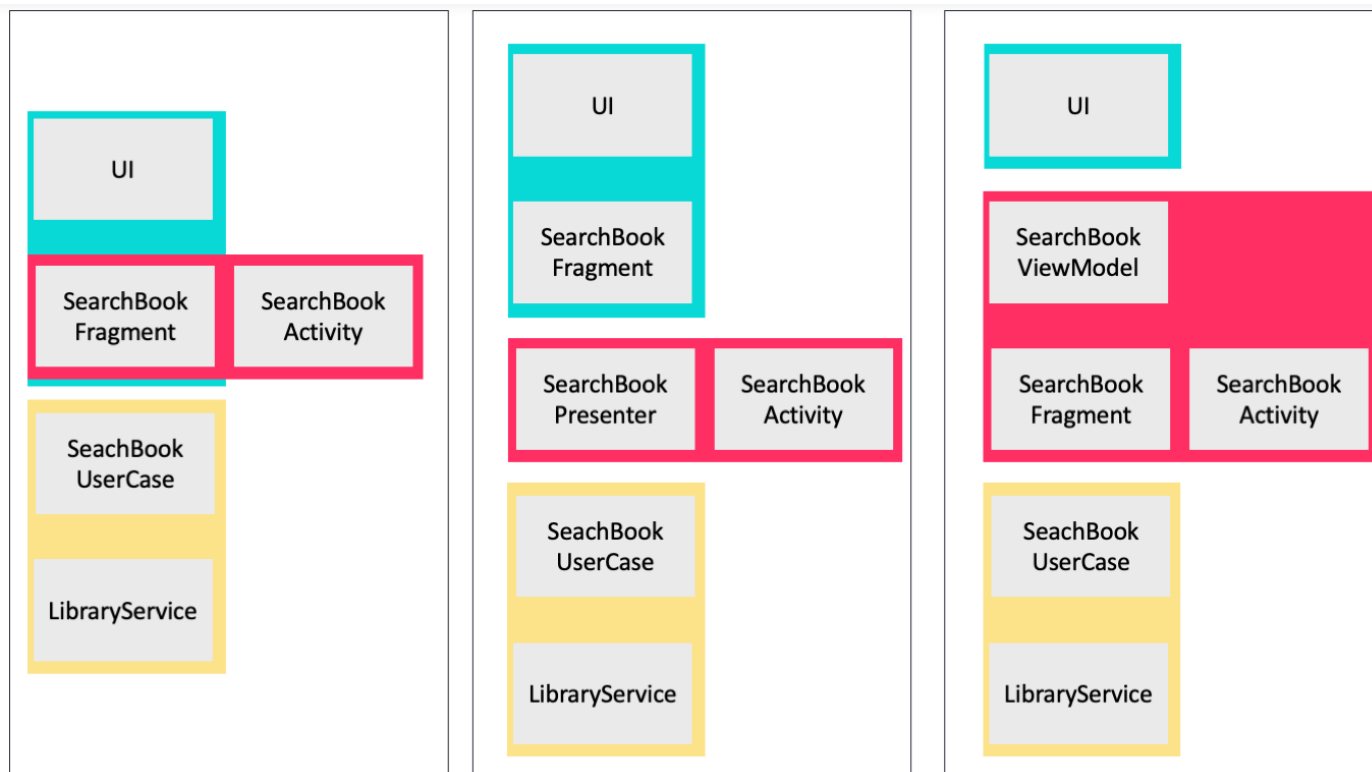 UI
SearchBook
Fragment
SearchBook
Activity
SeachBook
UserCase
LibraryService
UI
SearchBook
Fragment
SearchBook
Presenter
SearchBook
Activity
SeachBook
UserCase
LibraryService
UI
SearchBook
ViewModel
SearchBook
Fragment
SearchBook
Activity
SeachBook
UserCase
LibraryService